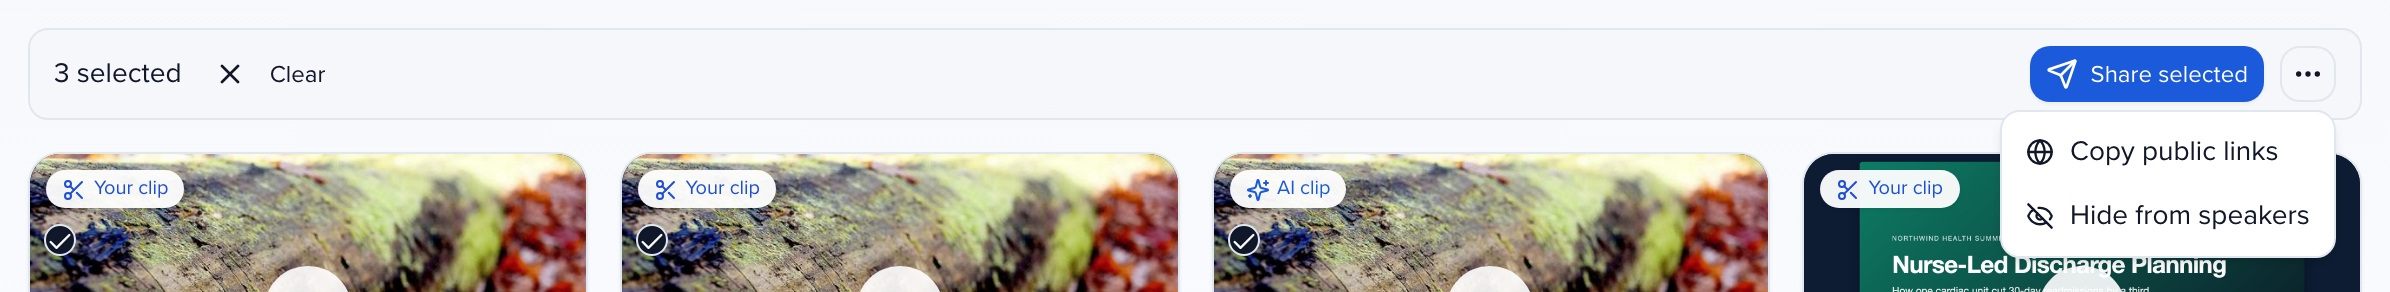 3 selected
Clear
Share selected
Copy public links
Hide from speakers
Your clip
Your clip
AI clip
Your clip
NORTHWIND HEALTH
Nurse-Led Discharge Planning
How one cardiac unit cut 30-day
third